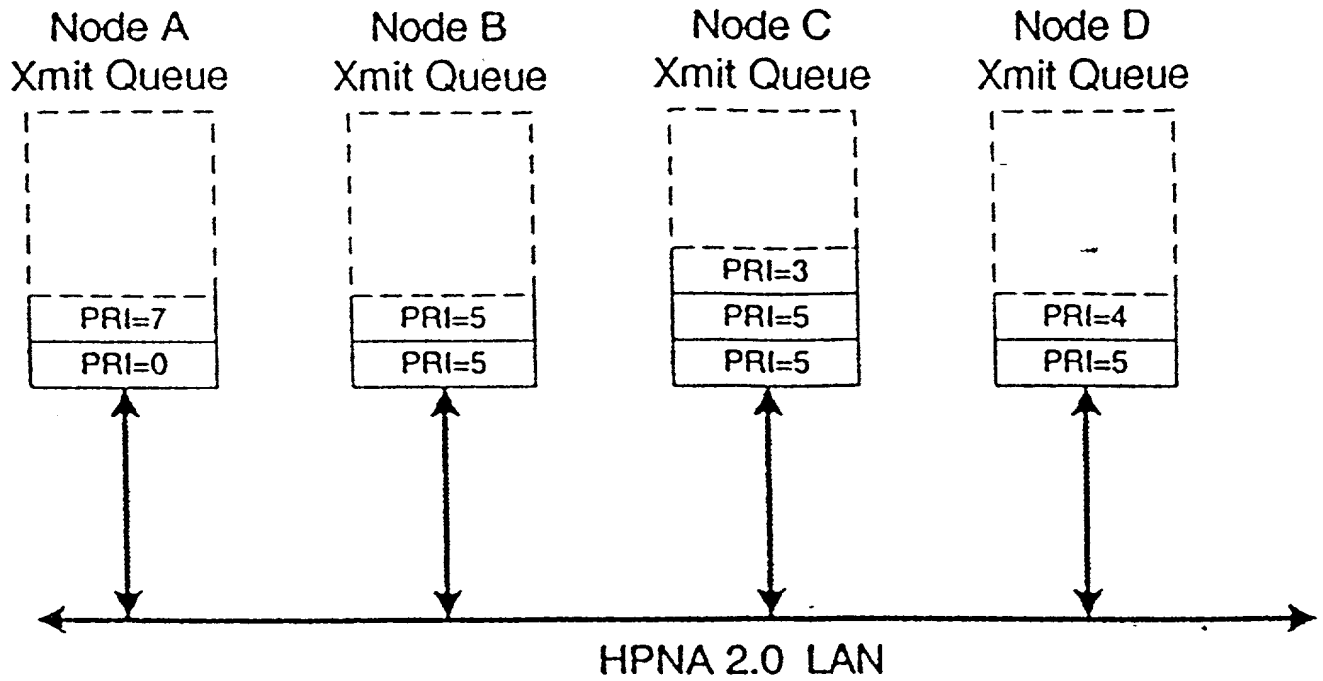 Node A
Xmit Queue
Node B
Xmit Queue
Node C
Xmit Queue
Node D
Xmit Queue
PRI=7
PRI=0
PRI=5
PRI=5
PRI=3
PRI=5
PRI=5
PRI=4
PRI=5
HPNA 2.0 LAN